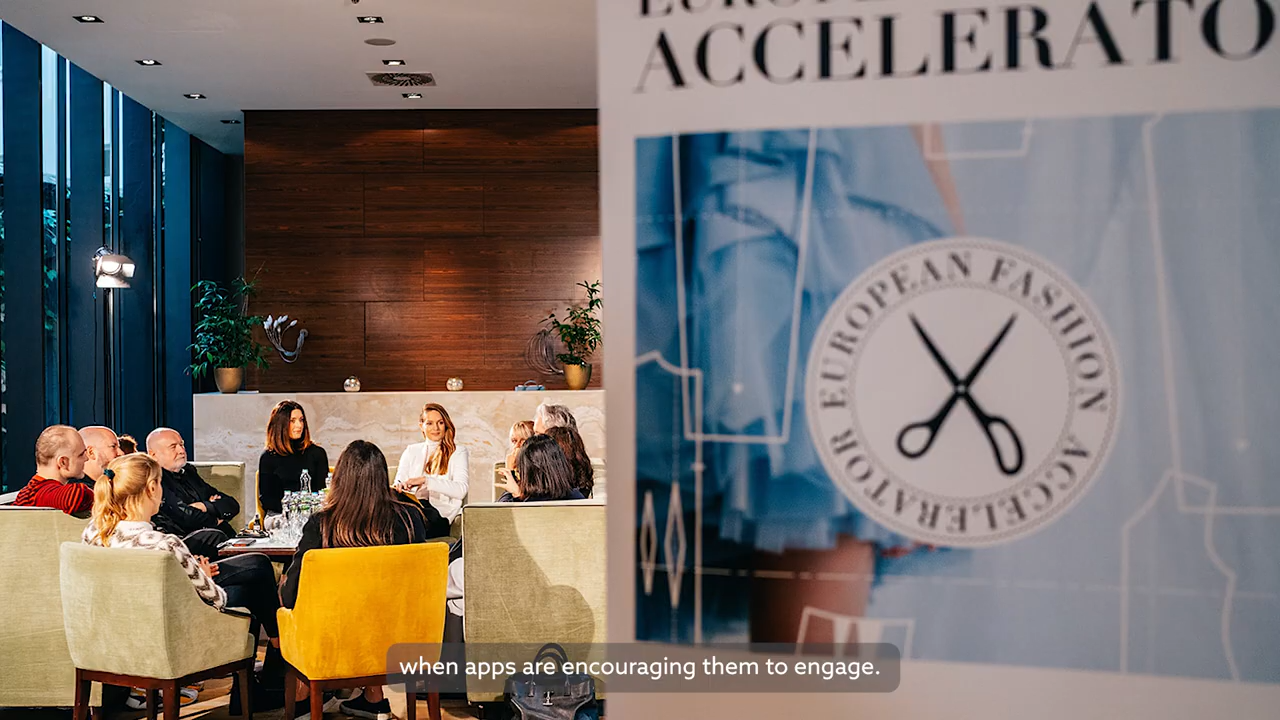 ACCELERATO
EUROPEAN FASHION ACCELERATOR
when apps are encouraging them to engage.